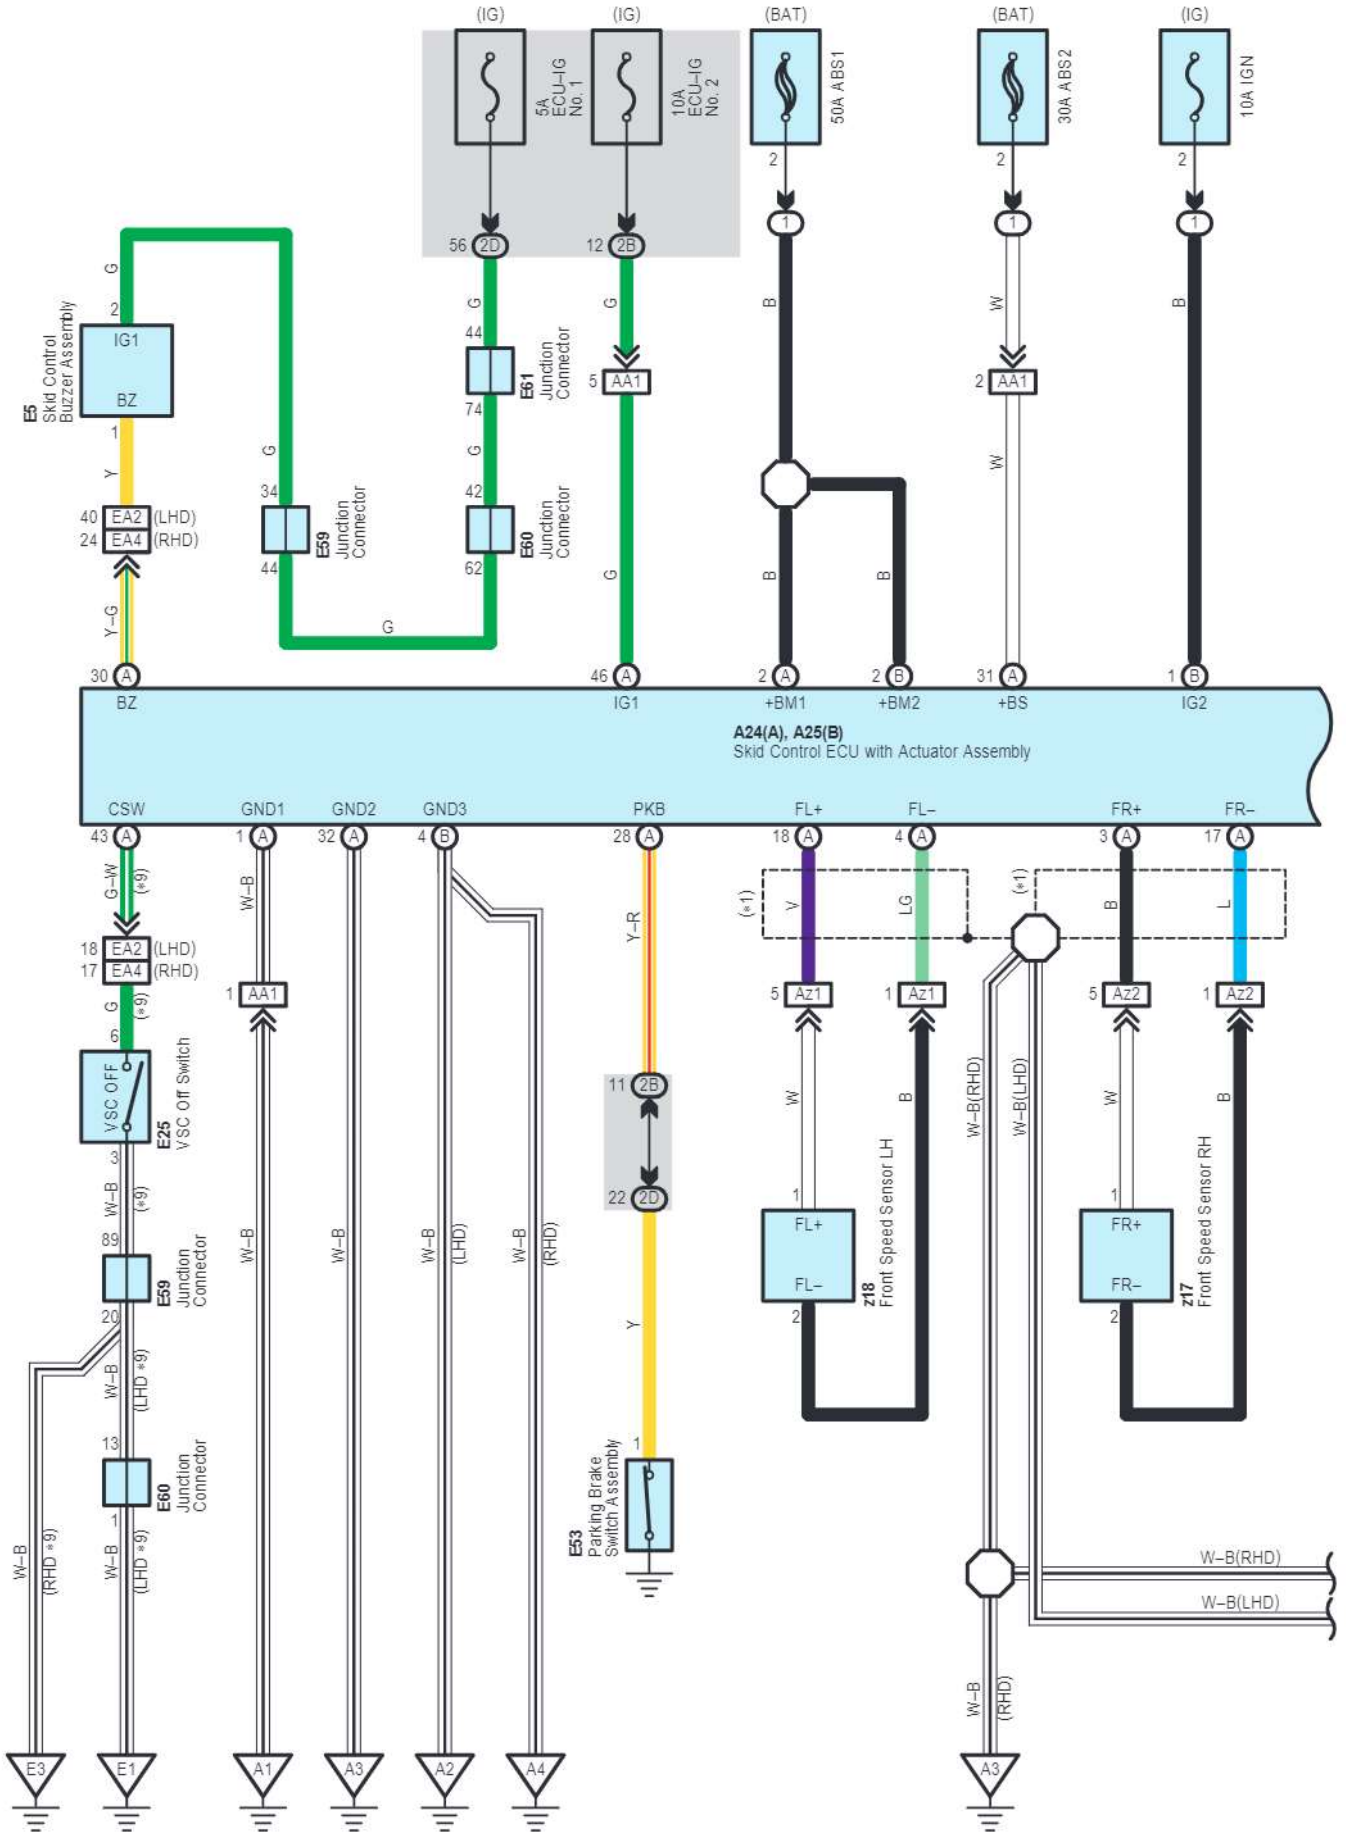 (IG)
(IG)
(BAT)
(BAT)
(IG)
5A
ECU–IG
No. 1
10A
ECU–IG
No. 2
50A ABS1
30A ABS2
10A IGN
2
2
2
1
1
1
56 2D
12 2B
G
2
IG1
BZ
E5
Skid Control
Buzzer Assembly
1
Y
40 EA2 (LHD)
24 EA4 (RHD)
Y–G
G
34
E59
Junction
Connector
44
G
G
44
E61
Junction
Connector
74
G
42
E60
Junction
Connector
62
G
5 AA1
G
B
B
B
W
2 AA1
W
B
30 A
46 A
2 A
2 B
31 A
1 B
BZ
IG1
+BM1
+BM2
+BS
IG2
A24(A), A25(B)
Skid Control ECU with Actuator Assembly
CSW
GND1
GND2
GND3
PKB
FL+
FL–
FR+
FR–
43 A
1 A
32 A
4 B
28 A
18 A
4 A
3 A
17 A
G–W
(*9)
18 EA2 (LHD)
17 EA4 (RHD)
G
(*9)
6
VSC OFF
E25
VSC Off Switch
3
W–B
(*9)
89
E59
Junction
Connector
20
W–B
(LHD *9)
13
E60
Junction
Connector
1
W–B
(RHD *9)
W–B
(LHD *9)
W–B
1 AA1
W–B
W–B
W–B
(LHD)
W–B
(RHD)
Y–R
11 2B
22 2D
Y
1
E53
Parking Brake
Switch Assembly
(*1)
V
LG
(*1)
B
L
5 Az1
1 Az1
5 Az2
1 Az2
W
B
W–B(RHD)
W–B(LHD)
W
B
1
FL+
FL–
2
z18
Front Speed Sensor LH
1
FR+
FR–
2
z17
Front Speed Sensor RH
W–B(RHD)
W–B(LHD)
W–B
(RHD)
E3
E1
A1
A3
A2
A4
A3